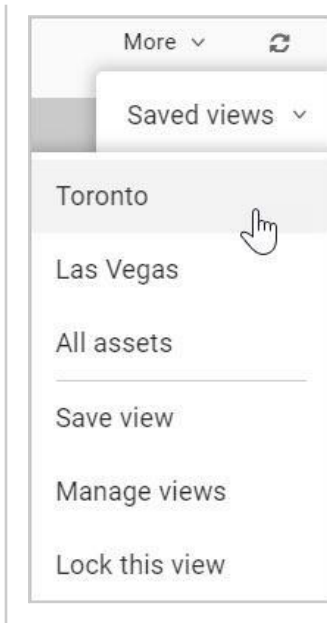 More
Saved views
Toronto
Las Vegas
All assets
Save view
Manage views
Lock this view